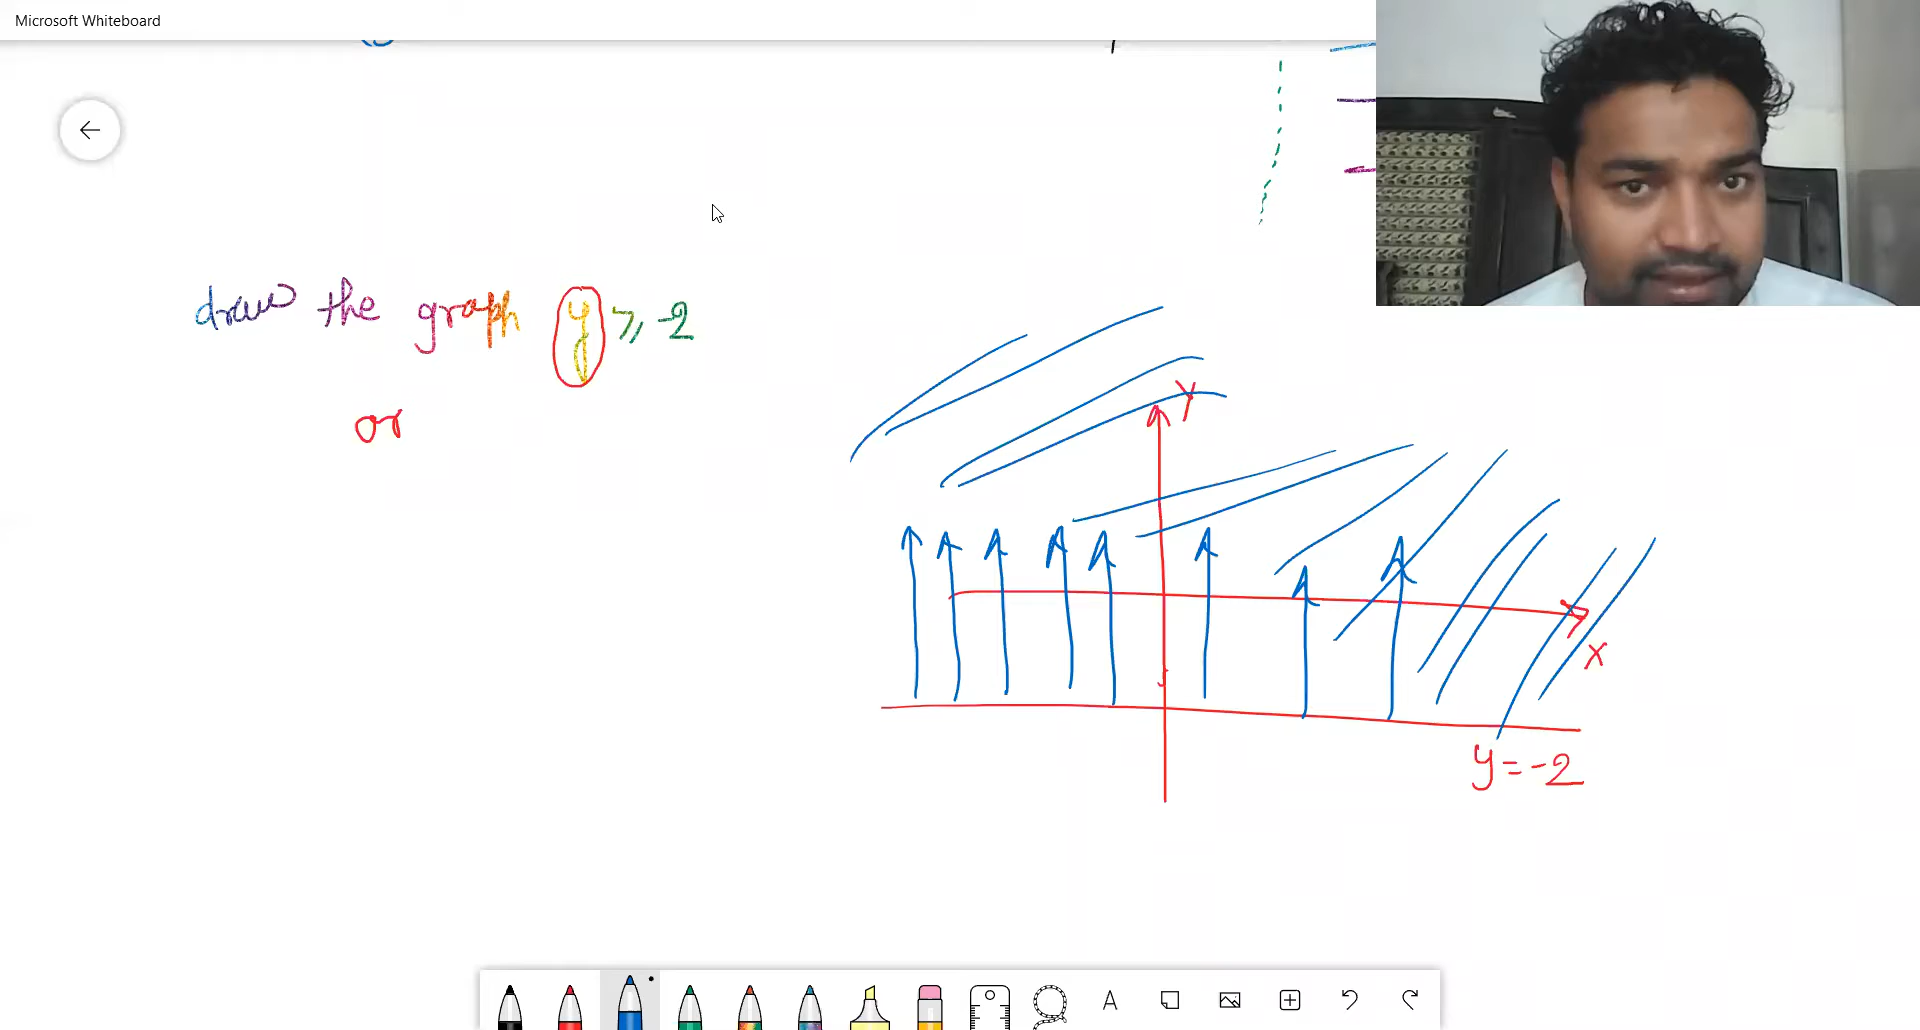 Microsoft Whiteboard
draw the graph y ≥ -2
or
Y
X
y = -2
A